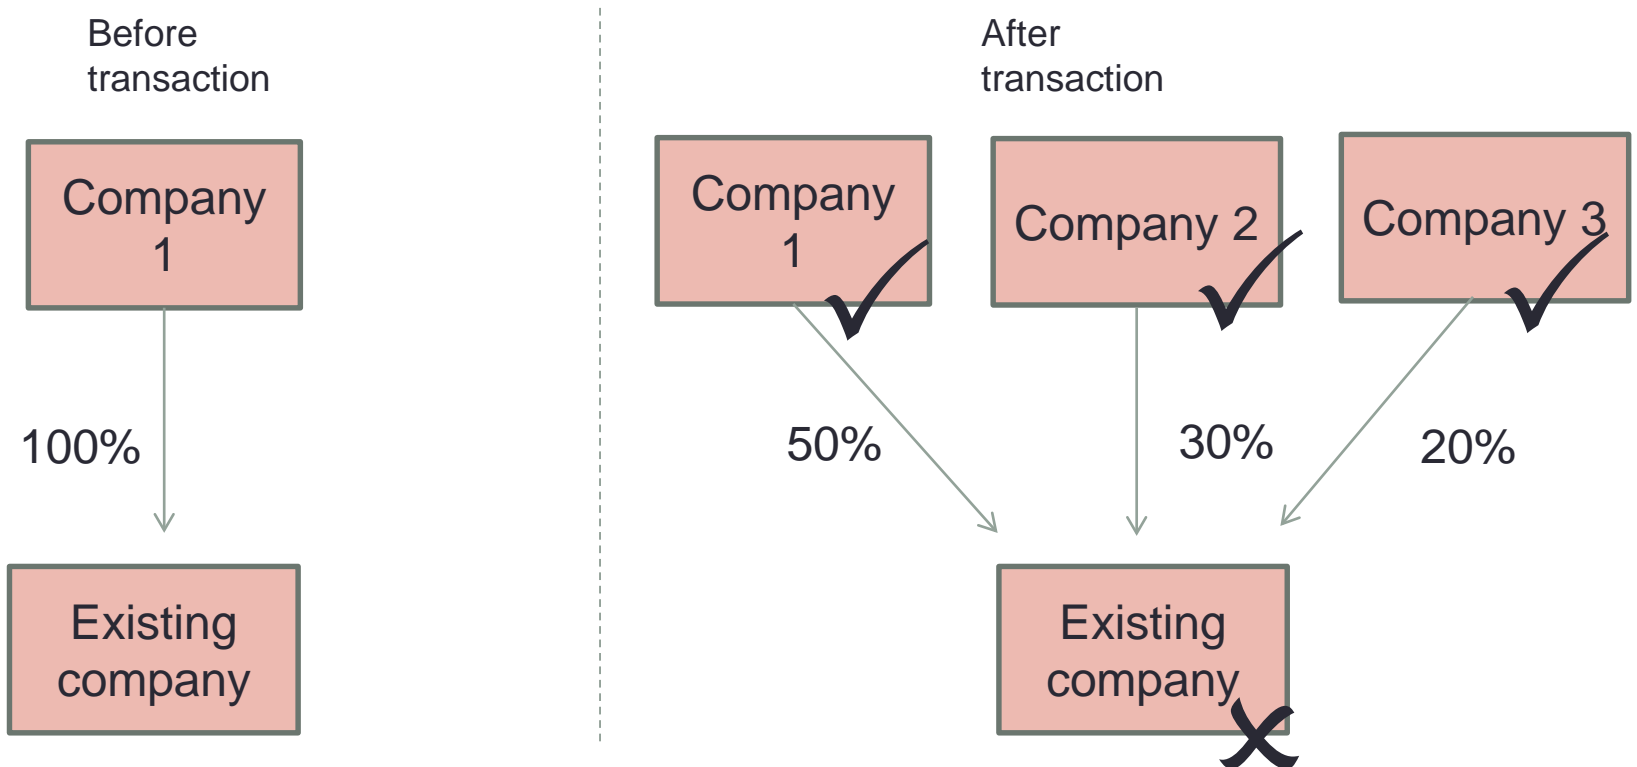 Before
transaction
Company
1
100%
Existing
company
After
transaction
Company
1
Company 2
Company 3
50%
30%
20%
Existing
company